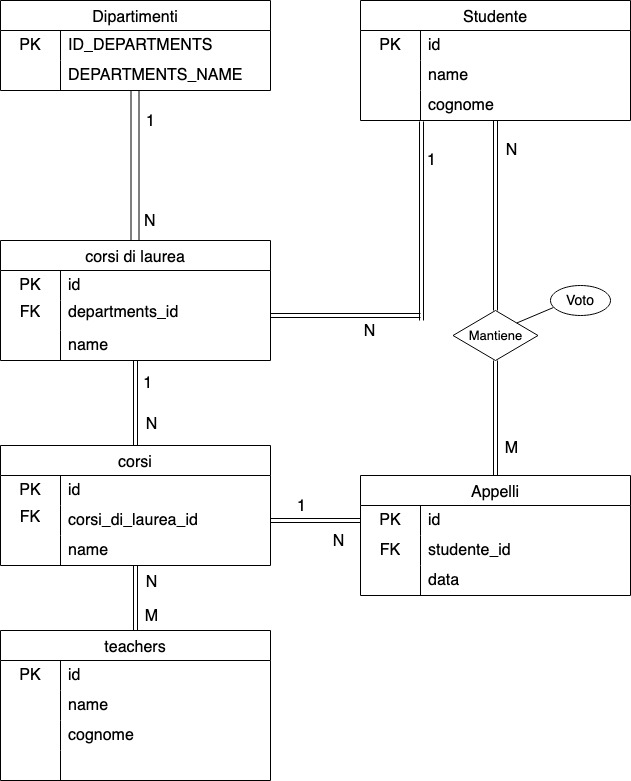 Dipartimenti
PK ID_DEPARTMENTS
DEPARTMENTS_NAME
1
N
Studente
PK id
name
cognome
1
N
corsi di laurea
PK id
FK departments_id
name
N
Voto
Mantiene
1
N
M
corsi
PK id
FK corsi_di_laurea_id
name
1
N
Appelli
PK id
FK studente_id
data
N
M
teachers
PK id
name
cognome